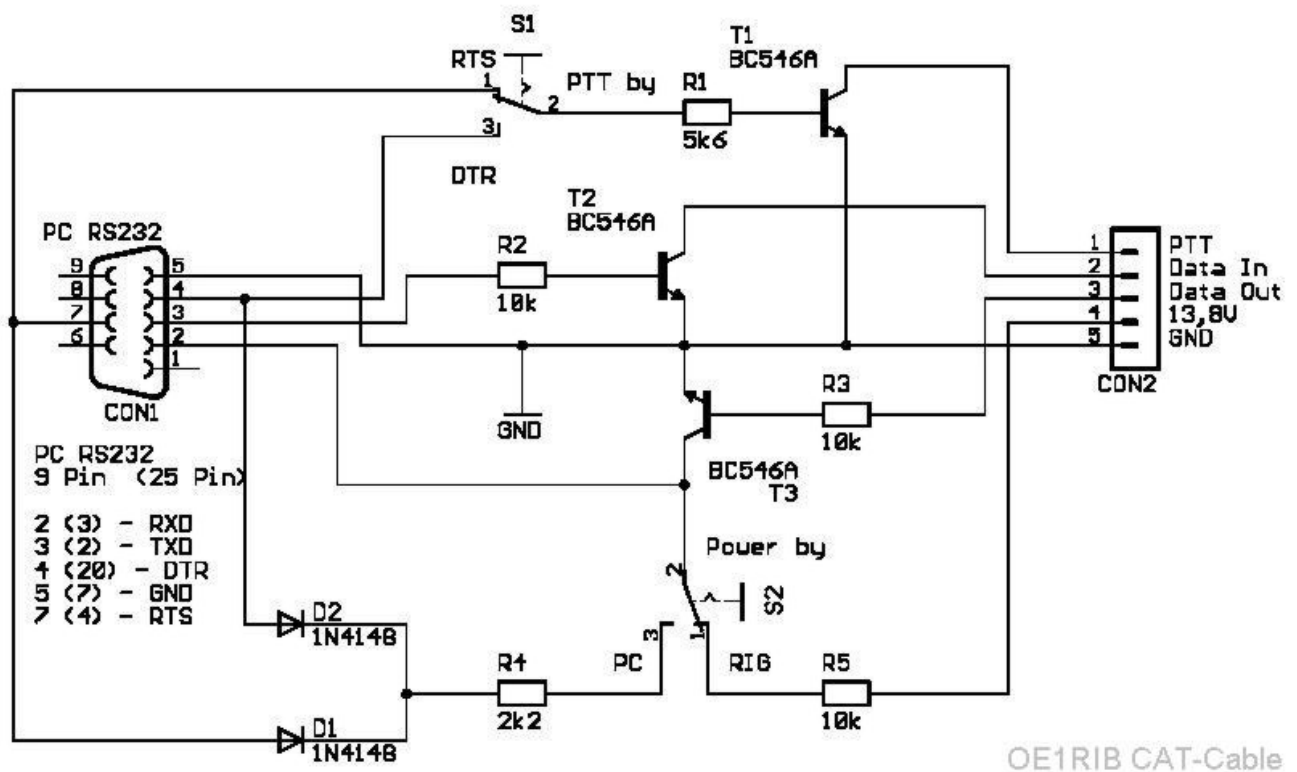 S1
RTS
1
2
3
PTT by
R1
5k6
T1
BC546A
DTR
T2
BC546A
PC RS232
9
8
7
6
5
4
3
2
1
CON1
R2
10k
GND
1
2
3
4
5
PTT
Data In
Data Out
13,8V
GND
CON2
R3
10k
BC546A
T3
PC RS232
9 Pin (25 Pin)
2 (3) - RXD
3 (2) - TXD
4 (20) - DTR
5 (7) - GND
7 (4) - RTS
Power by
2
S2
3
1
PC
RIG
D2
1N4148
R4
2k2
R5
10k
D1
1N4148
OE1RIB CAT-Cable